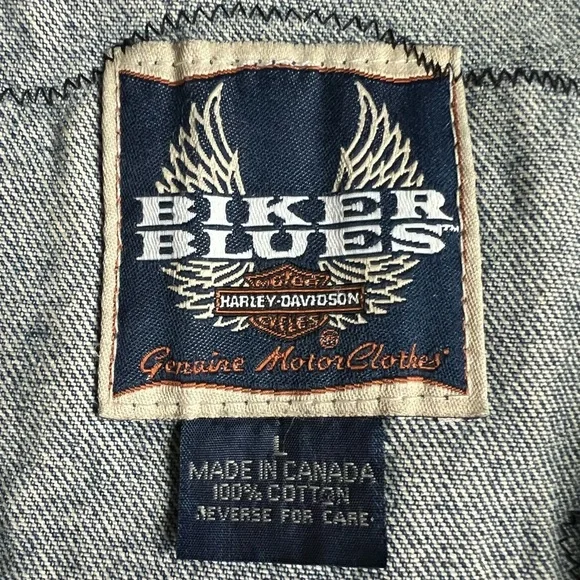 BIKER
BLUES™
MOTOR
HARLEY-DAVIDSON
CYCLES
®
Genuine MotorClothes®
L
MADE IN CANADA
100% COTTON
REVERSE FOR CARE